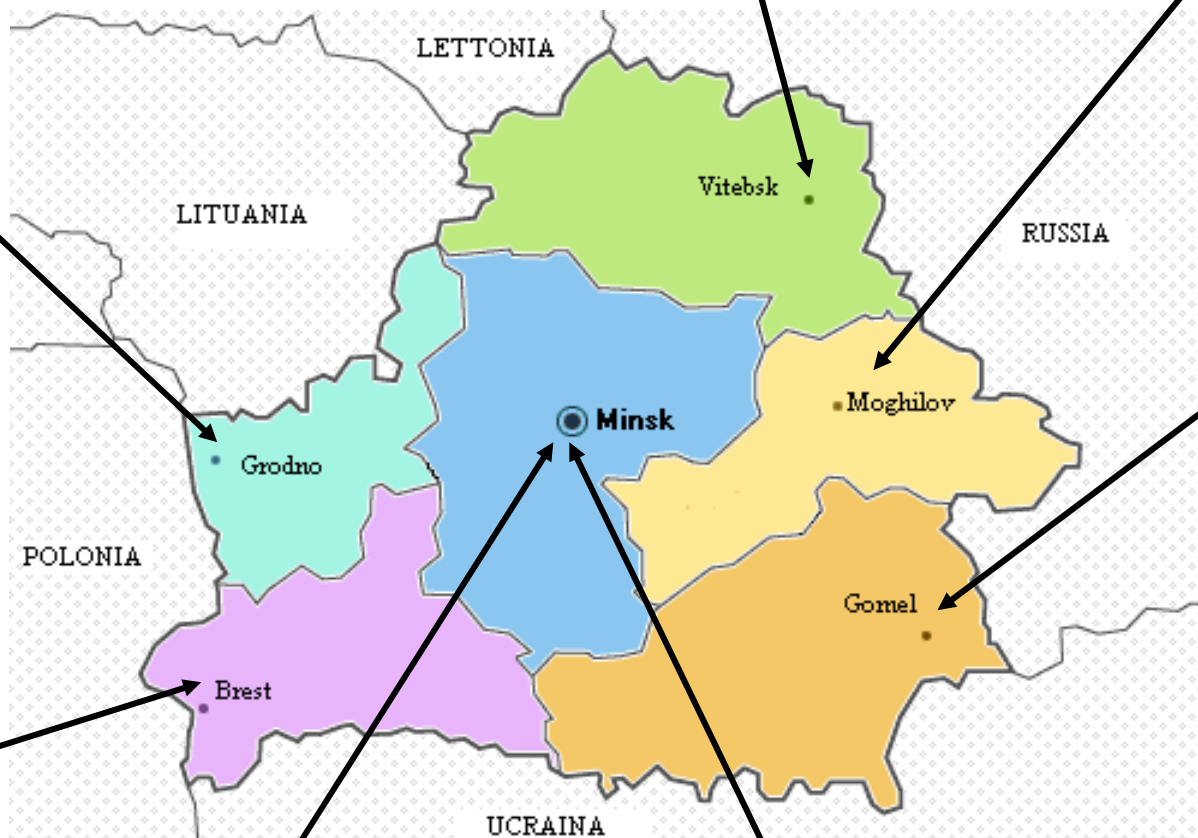 LETTONIA
Vitebsk
LITUANIA
RUSSIA
Moghilov
Minsk
Grodno
POLONIA
Gomel
Brest
UCRAINA